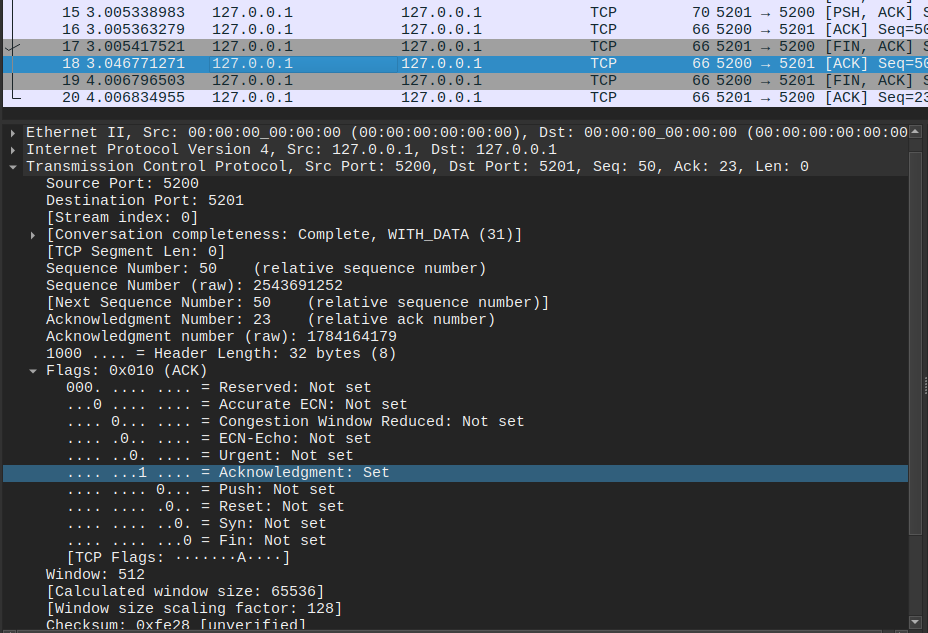 15 3.005338983 127.0.0.1 127.0.0.1 TCP 70 5201 → 5200 [PSH, ACK] S
16 3.005363279 127.0.0.1 127.0.0.1 TCP 66 5200 → 5201 [ACK] Seq=50
17 3.005417521 127.0.0.1 127.0.0.1 TCP 66 5201 → 5200 [FIN, ACK] S
18 3.046771271 127.0.0.1 127.0.0.1 TCP 66 5200 → 5201 [ACK] Seq=50
19 4.006796503 127.0.0.1 127.0.0.1 TCP 66 5200 → 5201 [FIN, ACK] S
20 4.006834955 127.0.0.1 127.0.0.1 TCP 66 5201 → 5200 [ACK] Seq=23
Ethernet II, Src: 00:00:00_00:00:00 (00:00:00:00:00:00), Dst: 00:00:00_00:00:00 (00:00:00:00:00:00
Internet Protocol Version 4, Src: 127.0.0.1, Dst: 127.0.0.1
Transmission Control Protocol, Src Port: 5200, Dst Port: 5201, Seq: 50, Ack: 23, Len: 0
Source Port: 5200
Destination Port: 5201
[Stream index: 0]
[Conversation completeness: Complete, WITH_DATA (31)]
[TCP Segment Len: 0]
Sequence Number: 50 (relative sequence number)
Sequence Number (raw): 2543691252
[Next Sequence Number: 50 (relative sequence number)]
Acknowledgment Number: 23 (relative ack number)
Acknowledgment number (raw): 1784164179
1000 .... = Header Length: 32 bytes (8)
Flags: 0x010 (ACK)
000. .... .... = Reserved: Not set
...0 .... .... = Accurate ECN: Not set
.... 0... .... = Congestion Window Reduced: Not set
.... .0.. .... = ECN-Echo: Not set
.... ..0. .... = Urgent: Not set
.... ...1 .... = Acknowledgment: Set
.... .... 0... = Push: Not set
.... .... .0.. = Reset: Not set
.... .... ..0. = Syn: Not set
.... .... ...0 = Fin: Not set
[TCP Flags: ·······A····]
Window: 512
[Calculated window size: 65536]
[Window size scaling factor: 128]
Checksum: 0xfe28 [unverified]